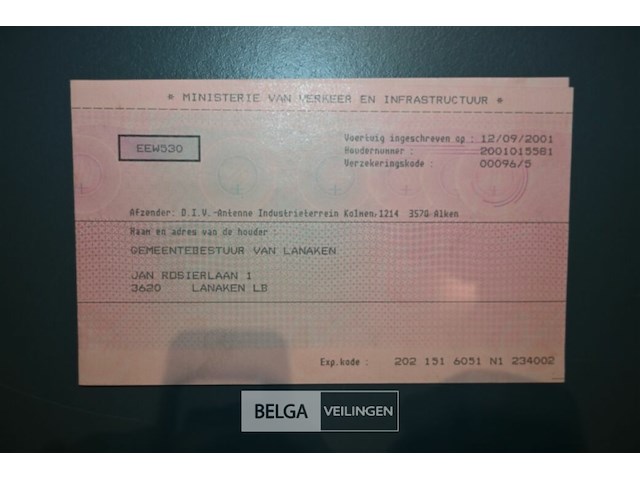 * MINISTERIE VAN VERKEER EN INFRASTRUCTUUR *
EEW530
Voertuig ingeschreven op : 12/09/2001
Houdernummer : 2001015581
Verzekeringskode : 00096/5
Afzender: D.I.V.-Antenne Industrieterrein Kolmen,1214 3570 Alken
Naam en adres van de houder :
GEMEENTEBESTUUR VAN LANAKEN
JAN ROSIERLAAN 1
3620 LANAKEN LB
Exp.kode : 202 151 6051 N1 234002
BELGA VEILINGEN